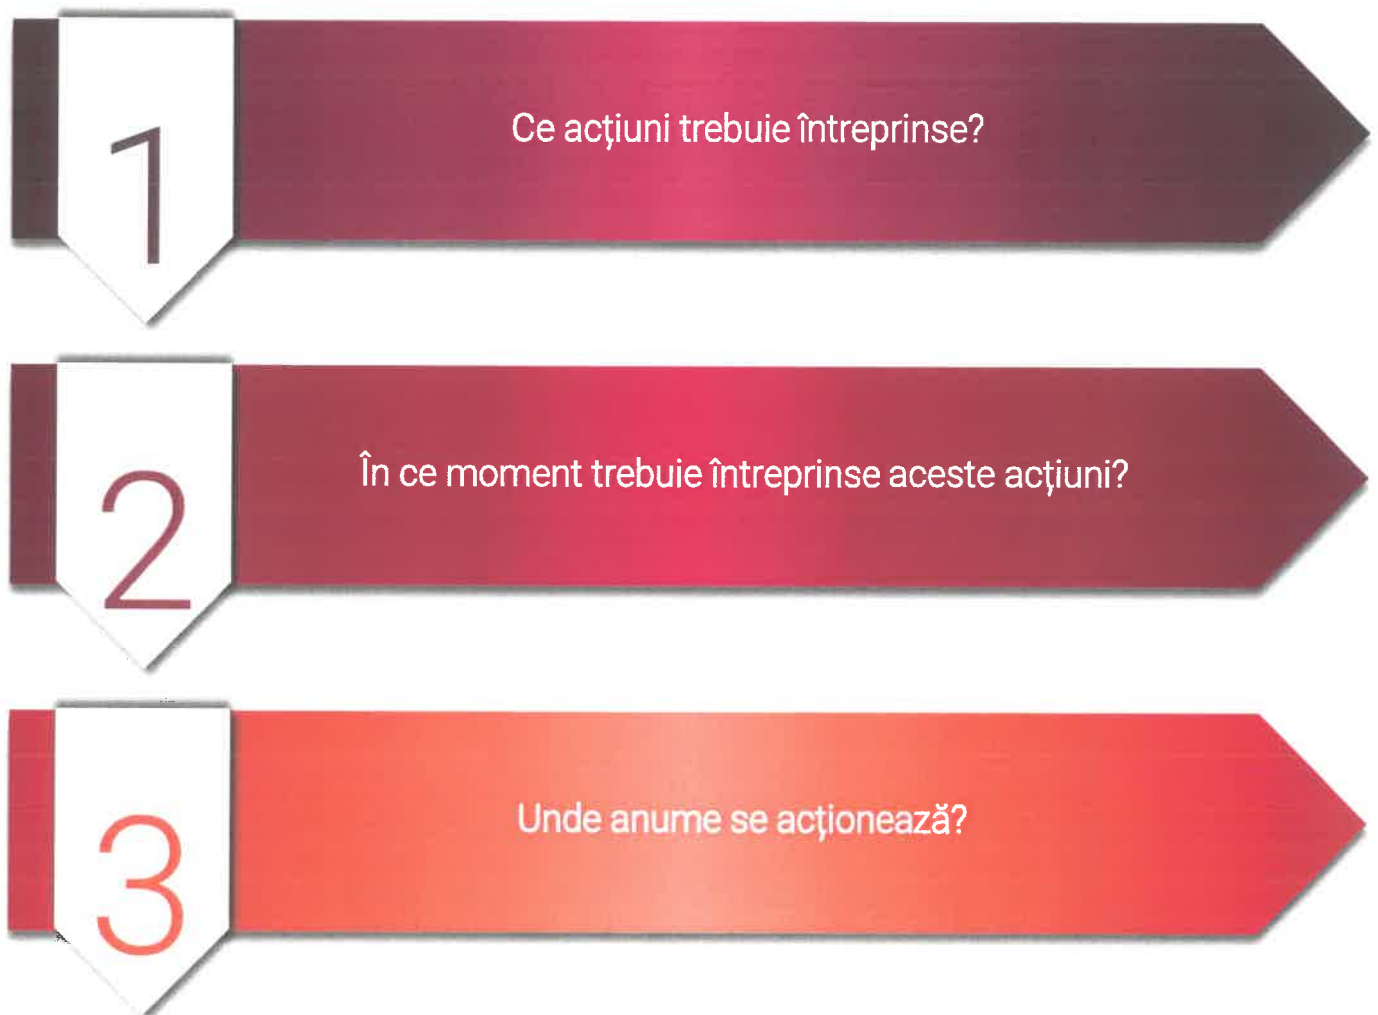 1
Ce acțiuni trebuie întreprinse?
2
În ce moment trebuie întreprinse aceste acțiuni?
3
Unde anume se acționează?